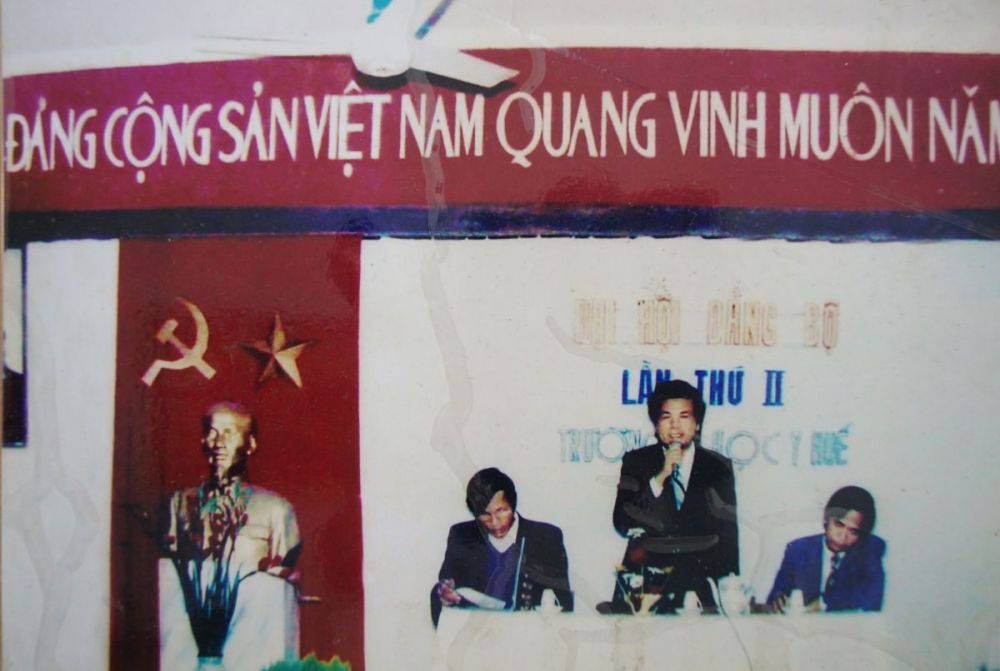 ĐẢNG CỘNG SẢN VIỆT NAM QUANG VINH MUÔN NĂM
ĐẠI HỘI ĐẢNG BỘ
LẦN THỨ II
TRƯỜNG HỌC Y HUẾ